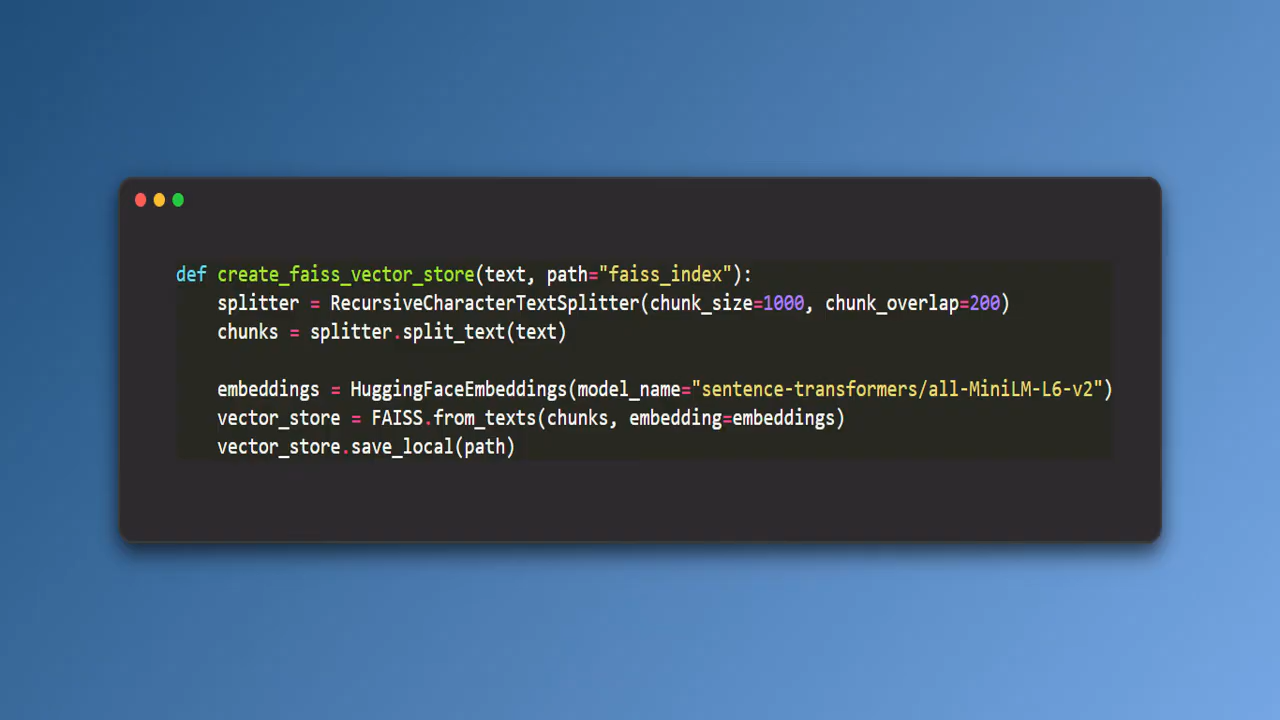 def create_faiss_vector_store(text, path="faiss_index"):
    splitter = RecursiveCharacterTextSplitter(chunk_size=1000, chunk_overlap=200)
    chunks = splitter.split_text(text)

    embeddings = HuggingFaceEmbeddings(model_name="sentence-transformers/all-MiniLM-L6-v2")
    vector_store = FAISS.from_texts(chunks, embedding=embeddings)
    vector_store.save_local(path)